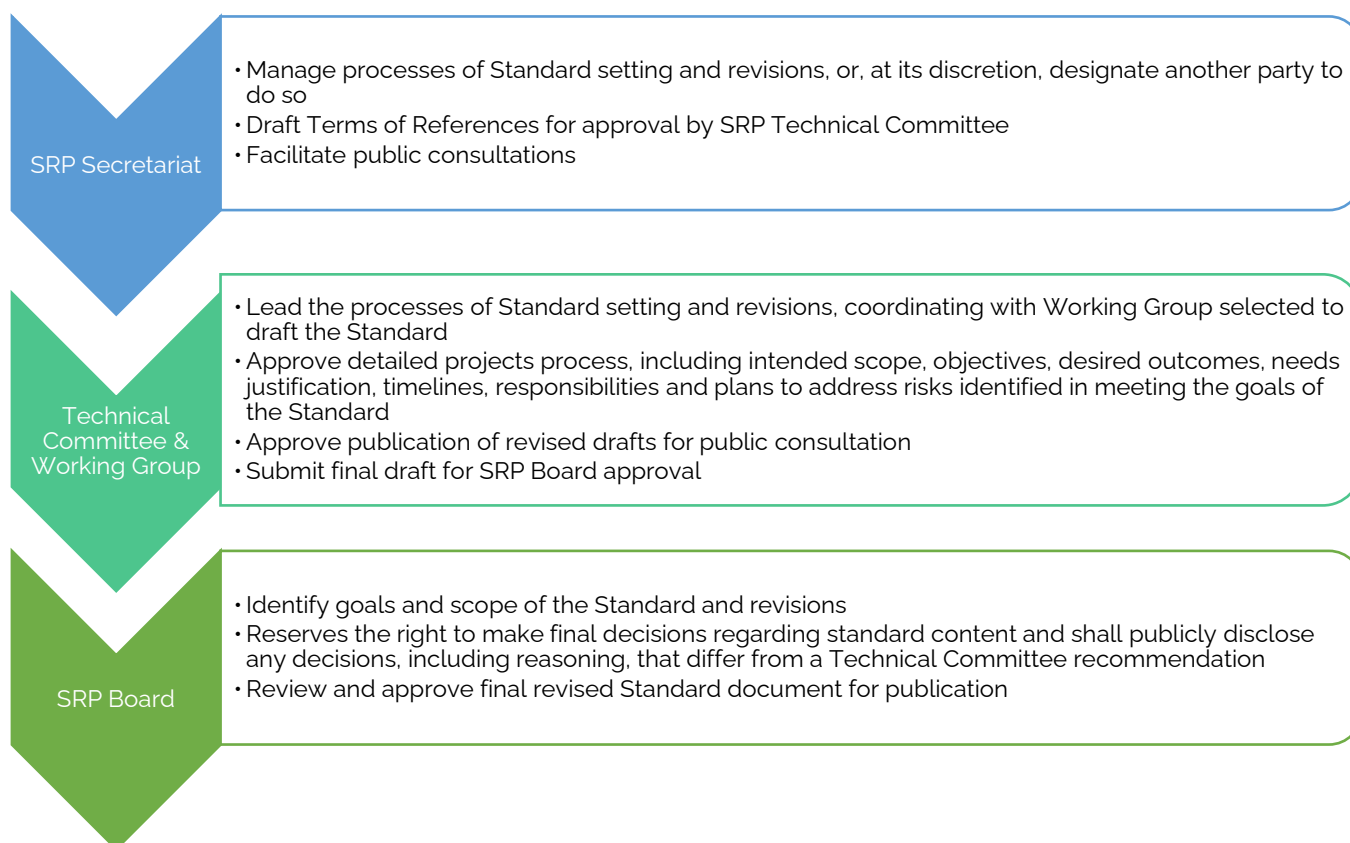 SRP Secretariat
• Manage processes of Standard setting and revisions, or, at its discretion, designate another party to
do so
• Draft Terms of References for approval by SRP Technical Committee
• Facilitate public consultations
Technical
Committee &
Working Group
• Lead the processes of Standard setting and revisions, coordinating with Working Group selected to
draft the Standard
• Approve detailed projects process, including intended scope, objectives, desired outcomes, needs
justification, timelines, responsibilities and plans to address risks identified in meeting the goals of
the Standard
• Approve publication of revised drafts for public consultation
• Submit final draft for SRP Board approval
SRP Board
• Identify goals and scope of the Standard and revisions
• Reserves the right to make final decisions regarding standard content and shall publicly disclose
any decisions, including reasoning, that differ from a Technical Committee recommendation
• Review and approve final revised Standard document for publication